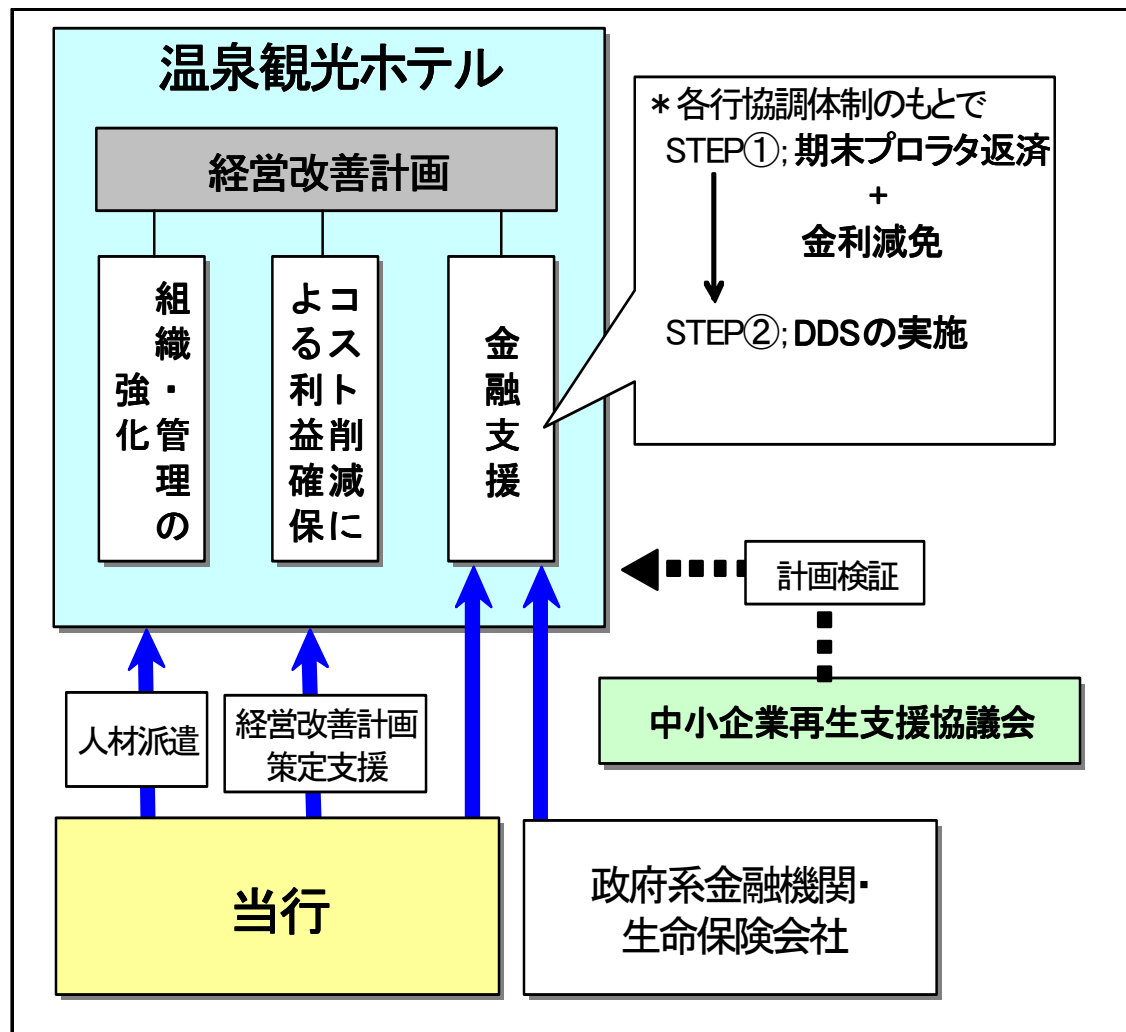 温泉観光ホテル
経営改善計画
組織・管理の
強化
コスト削減に
よる利益確保
金融支援
＊各行協調体制のもとで
STEP①；期末プロラタ返済
＋
金利減免
STEP②；DDSの実施
計画検証
中小企業再生支援協議会
人材派遣
経営改善計画
策定支援
当行
政府系金融機関・
生命保険会社